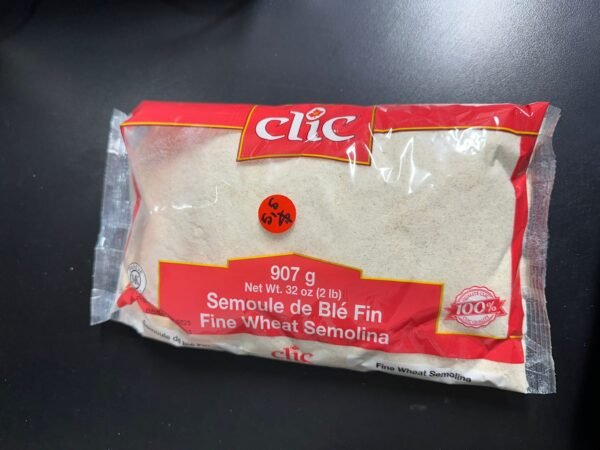 clic
907 g
Net Wt. 32 oz (2 lb)
Semoule de Blé Fin
Fine Wheat Semolina
100%
clic
Fine Wheat Semolina